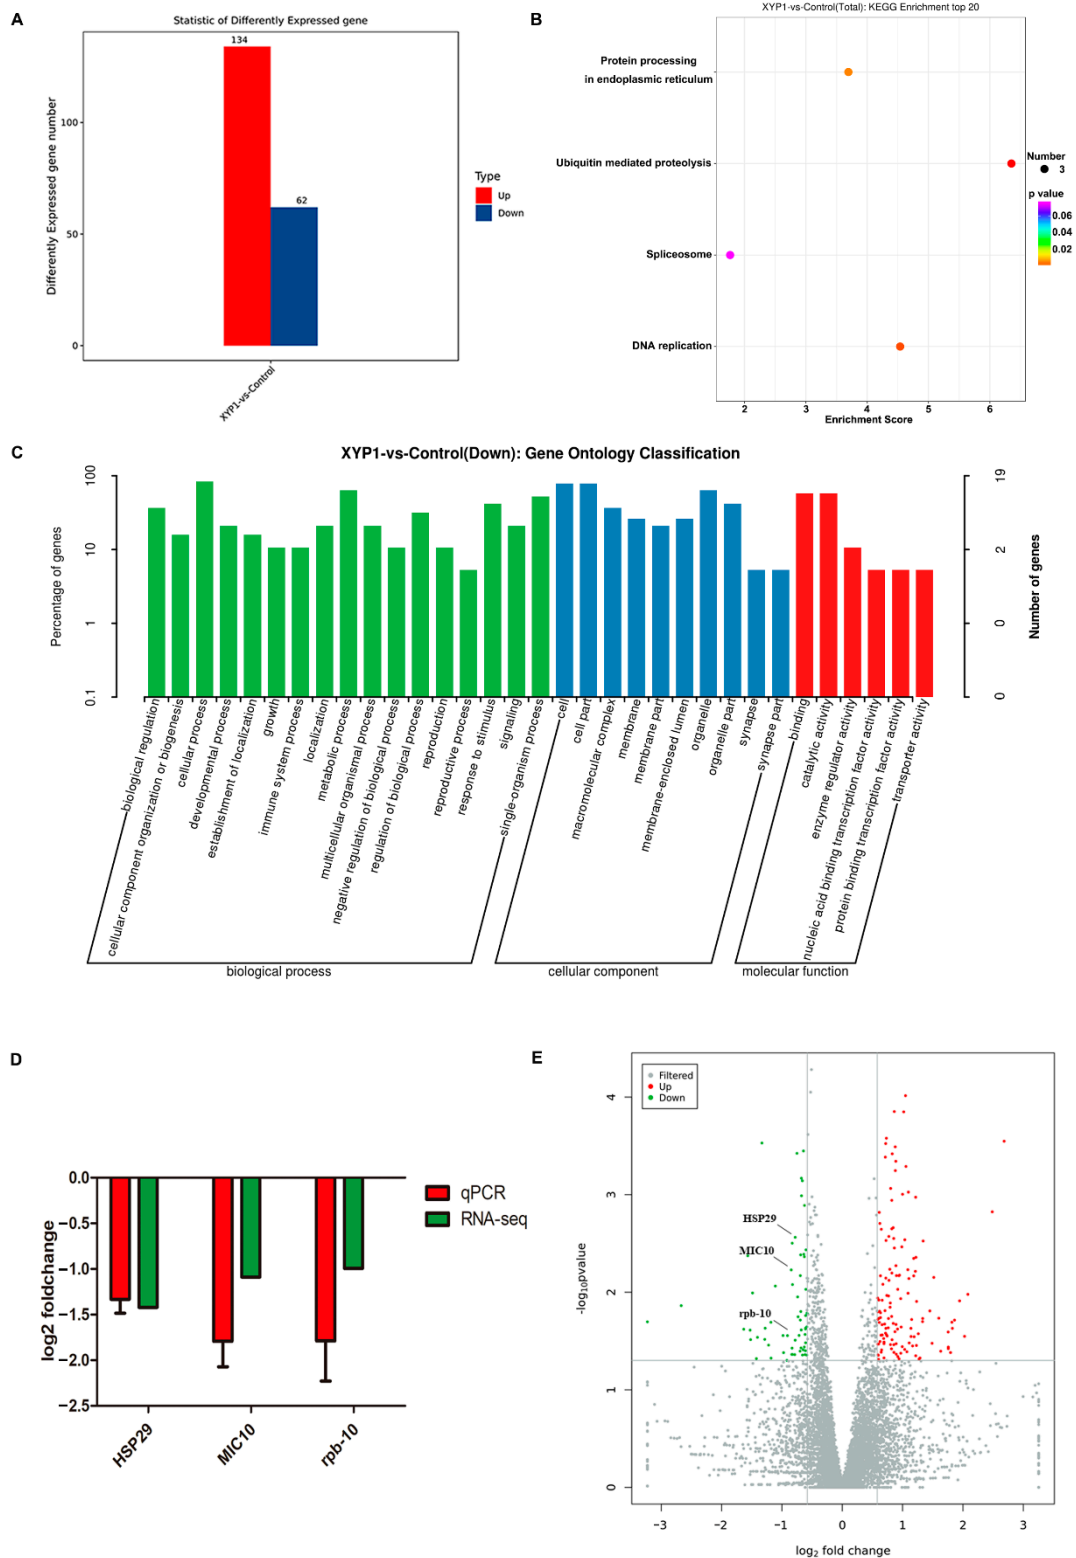 A
Statistic of Differently Expressed gene
134
62
100
50
0
Differently Expressed gene number
XYP1-vs-Control
Type
Up
Down
B
XYP1-vs-Control(Total): KEGG Enrichment top 20
Protein processing
in endoplasmic reticulum
Ubiquitin mediated proteolysis
Spliceosome
DNA replication
2 3 4 5 6
Enrichment Score
Number
3
p value
0.06
0.04
0.02
C
XYP1-vs-Control(Down): Gene Ontology Classification
Percentage of genes
100
10
1
0.1
19
2
0
0
Number of genes
biological regulation
cellular component organization or biogenesis
cellular process
developmental process
establishment of localization
growth
immune system process
localization
metabolic process
multicellular organismal process
negative regulation of biological process
regulation of biological process
reproduction
reproductive process
response to stimulus
signaling
single-organism process
cell
cell part
macromolecular complex
membrane
membrane part
membrane-enclosed lumen
organelle
organelle part
synapse
synapse part
binding
catalytic activity
enzyme regulator activity
nucleic acid binding transcription factor activity
protein binding transcription factor activity
transporter activity
biological process
cellular component
molecular function
D
0.0
−0.5
−1.0
−1.5
−2.0
−2.5
log2 foldchange
HSP29
MIC10
rpb-10
qPCR
RNA-seq
E
Filtered
Up
Down
HSP29
MIC10
rpb-10
4
3
2
1
0
-log10pvalue
−3 −2 −1 0 1 2 3
log2 fold change